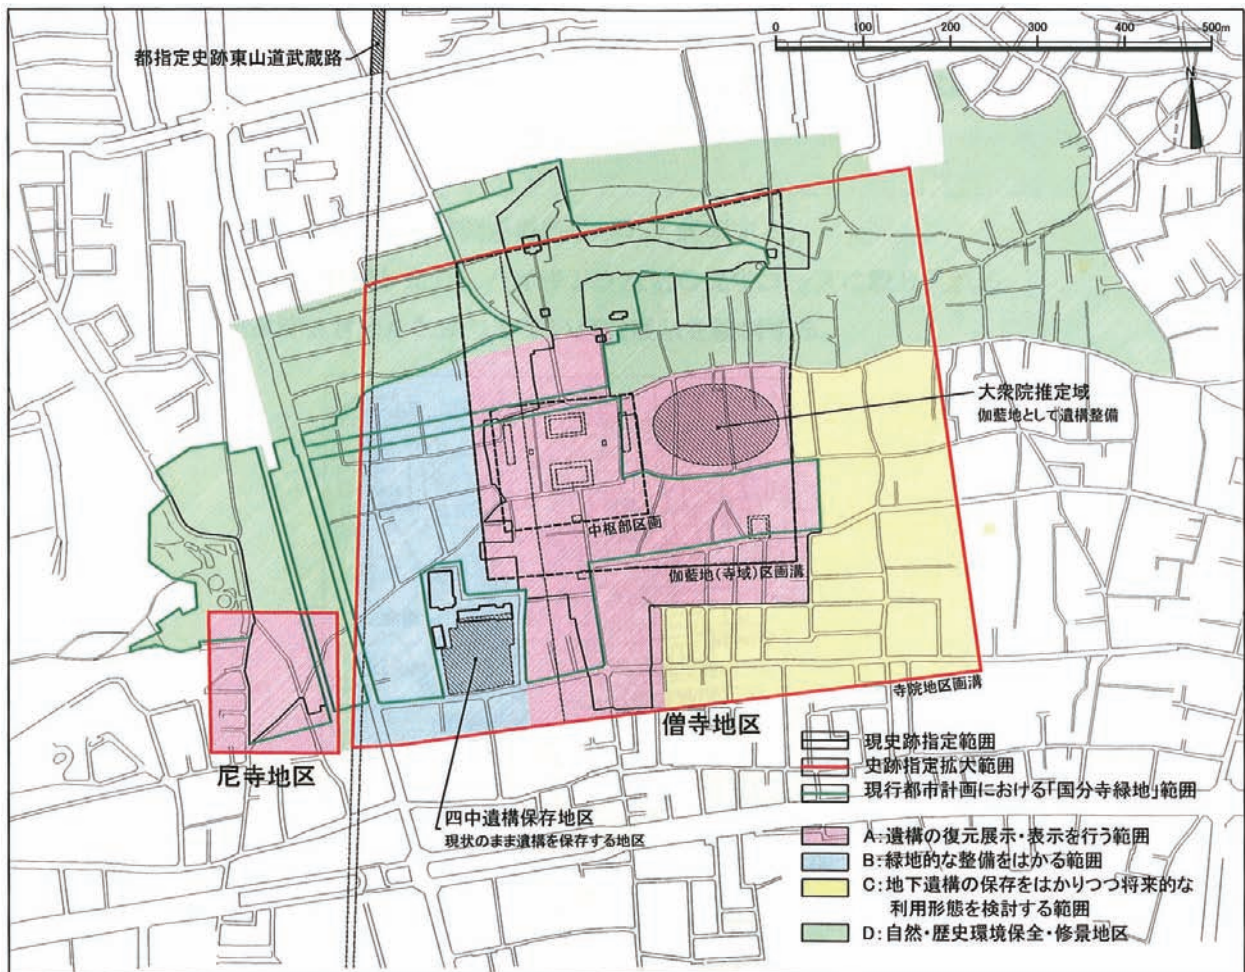 都指定史跡東山道武蔵路
0 100 200 300 400 500m
N
大衆院推定域
伽藍地として遺構整備
中枢部区画
伽藍地(寺域)区画溝
寺院地区画溝
僧寺地区
尼寺地区
四中遺構保存地区
現状のまま遺構を保存する地区
現史跡指定範囲
史跡指定拡大範囲
現行都市計画における「国分寺緑地」範囲
A:遺構の復元展示・表示を行う範囲
B:緑地的な整備をはかる範囲
C:地下遺構の保存をはかりつつ将来的な
利用形態を検討する範囲
D:自然・歴史環境保全・修景地区